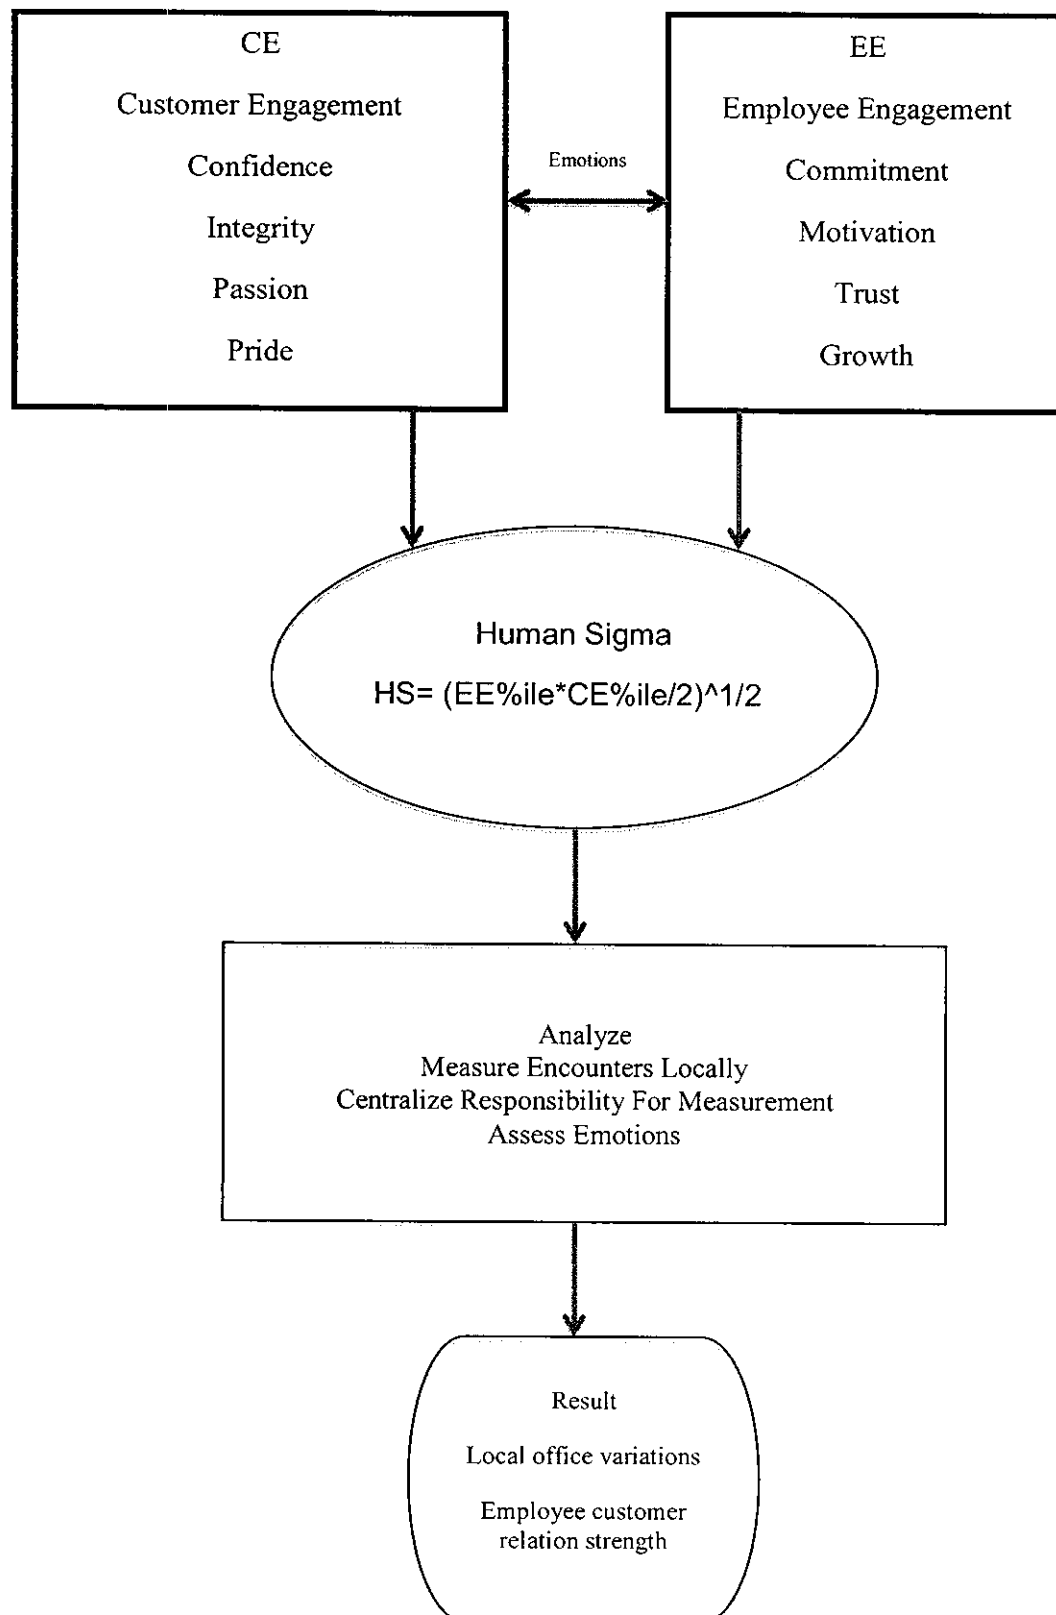 CE
Customer Engagement
Confidence
Integrity
Passion
Pride
Emotions
EE
Employee Engagement
Commitment
Motivation
Trust
Growth
Human Sigma
HS= (EE%ile*CE%ile/2)^1/2
Analyze
Measure Encounters Locally
Centralize Responsibility For Measurement
Assess Emotions
Result
Local office variations
Employee customer
relation strength